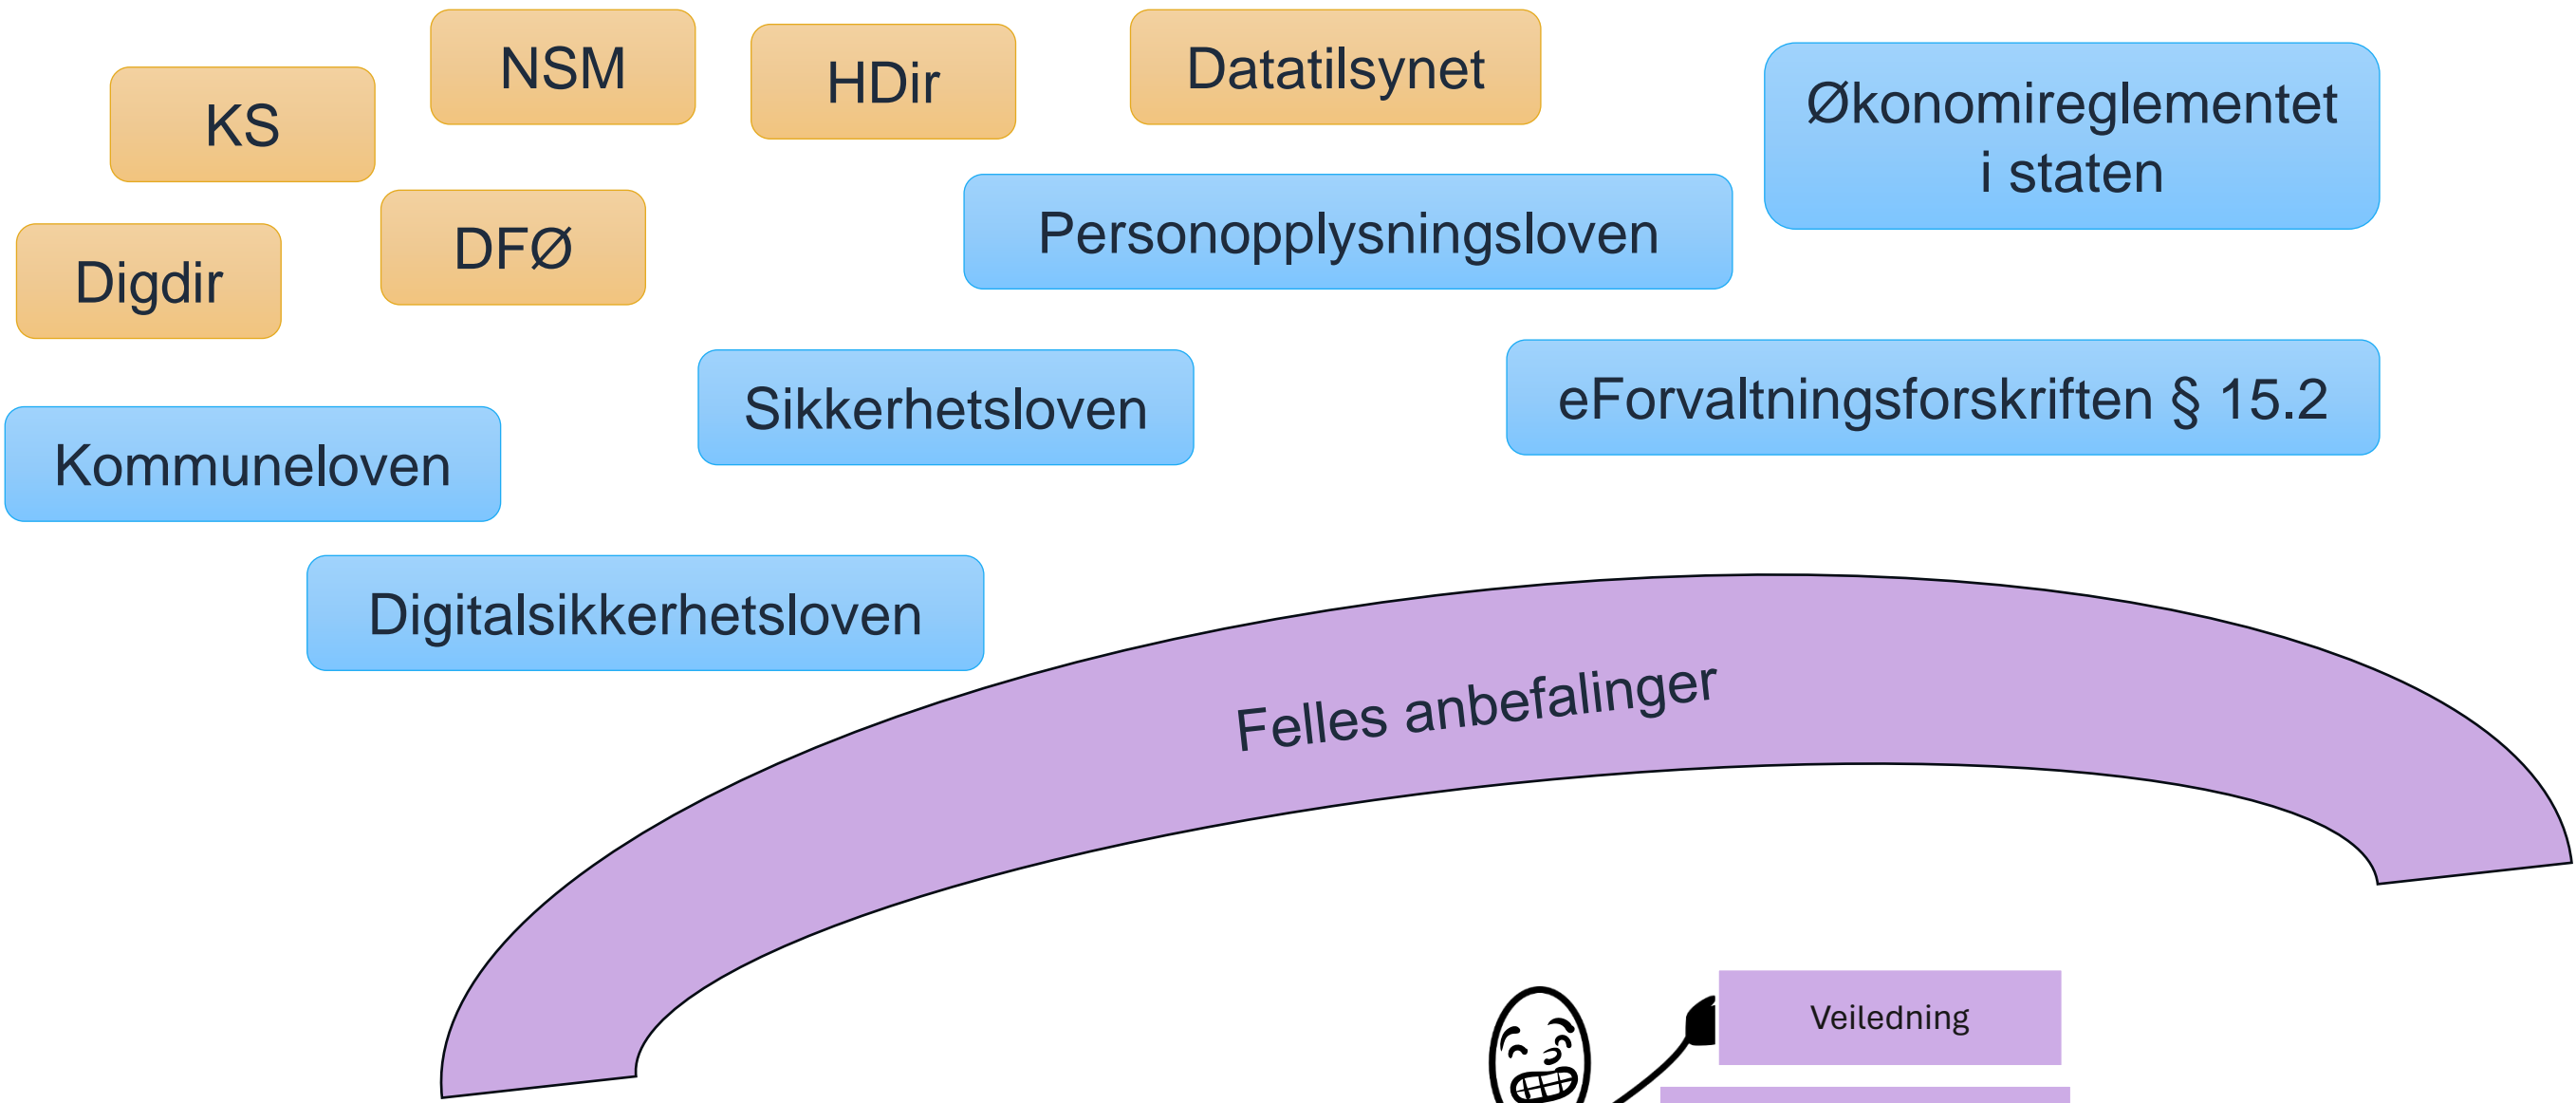 NSM
HDir
Datatilsynet
KS
Økonomireglementet
i staten
Personopplysningsloven
DFØ
Digdir
Sikkerhetsloven
eForvaltningsforskriften § 15.2
Kommuneloven
Digitalsikkerhetsloven
Felles anbefalinger
Veiledning